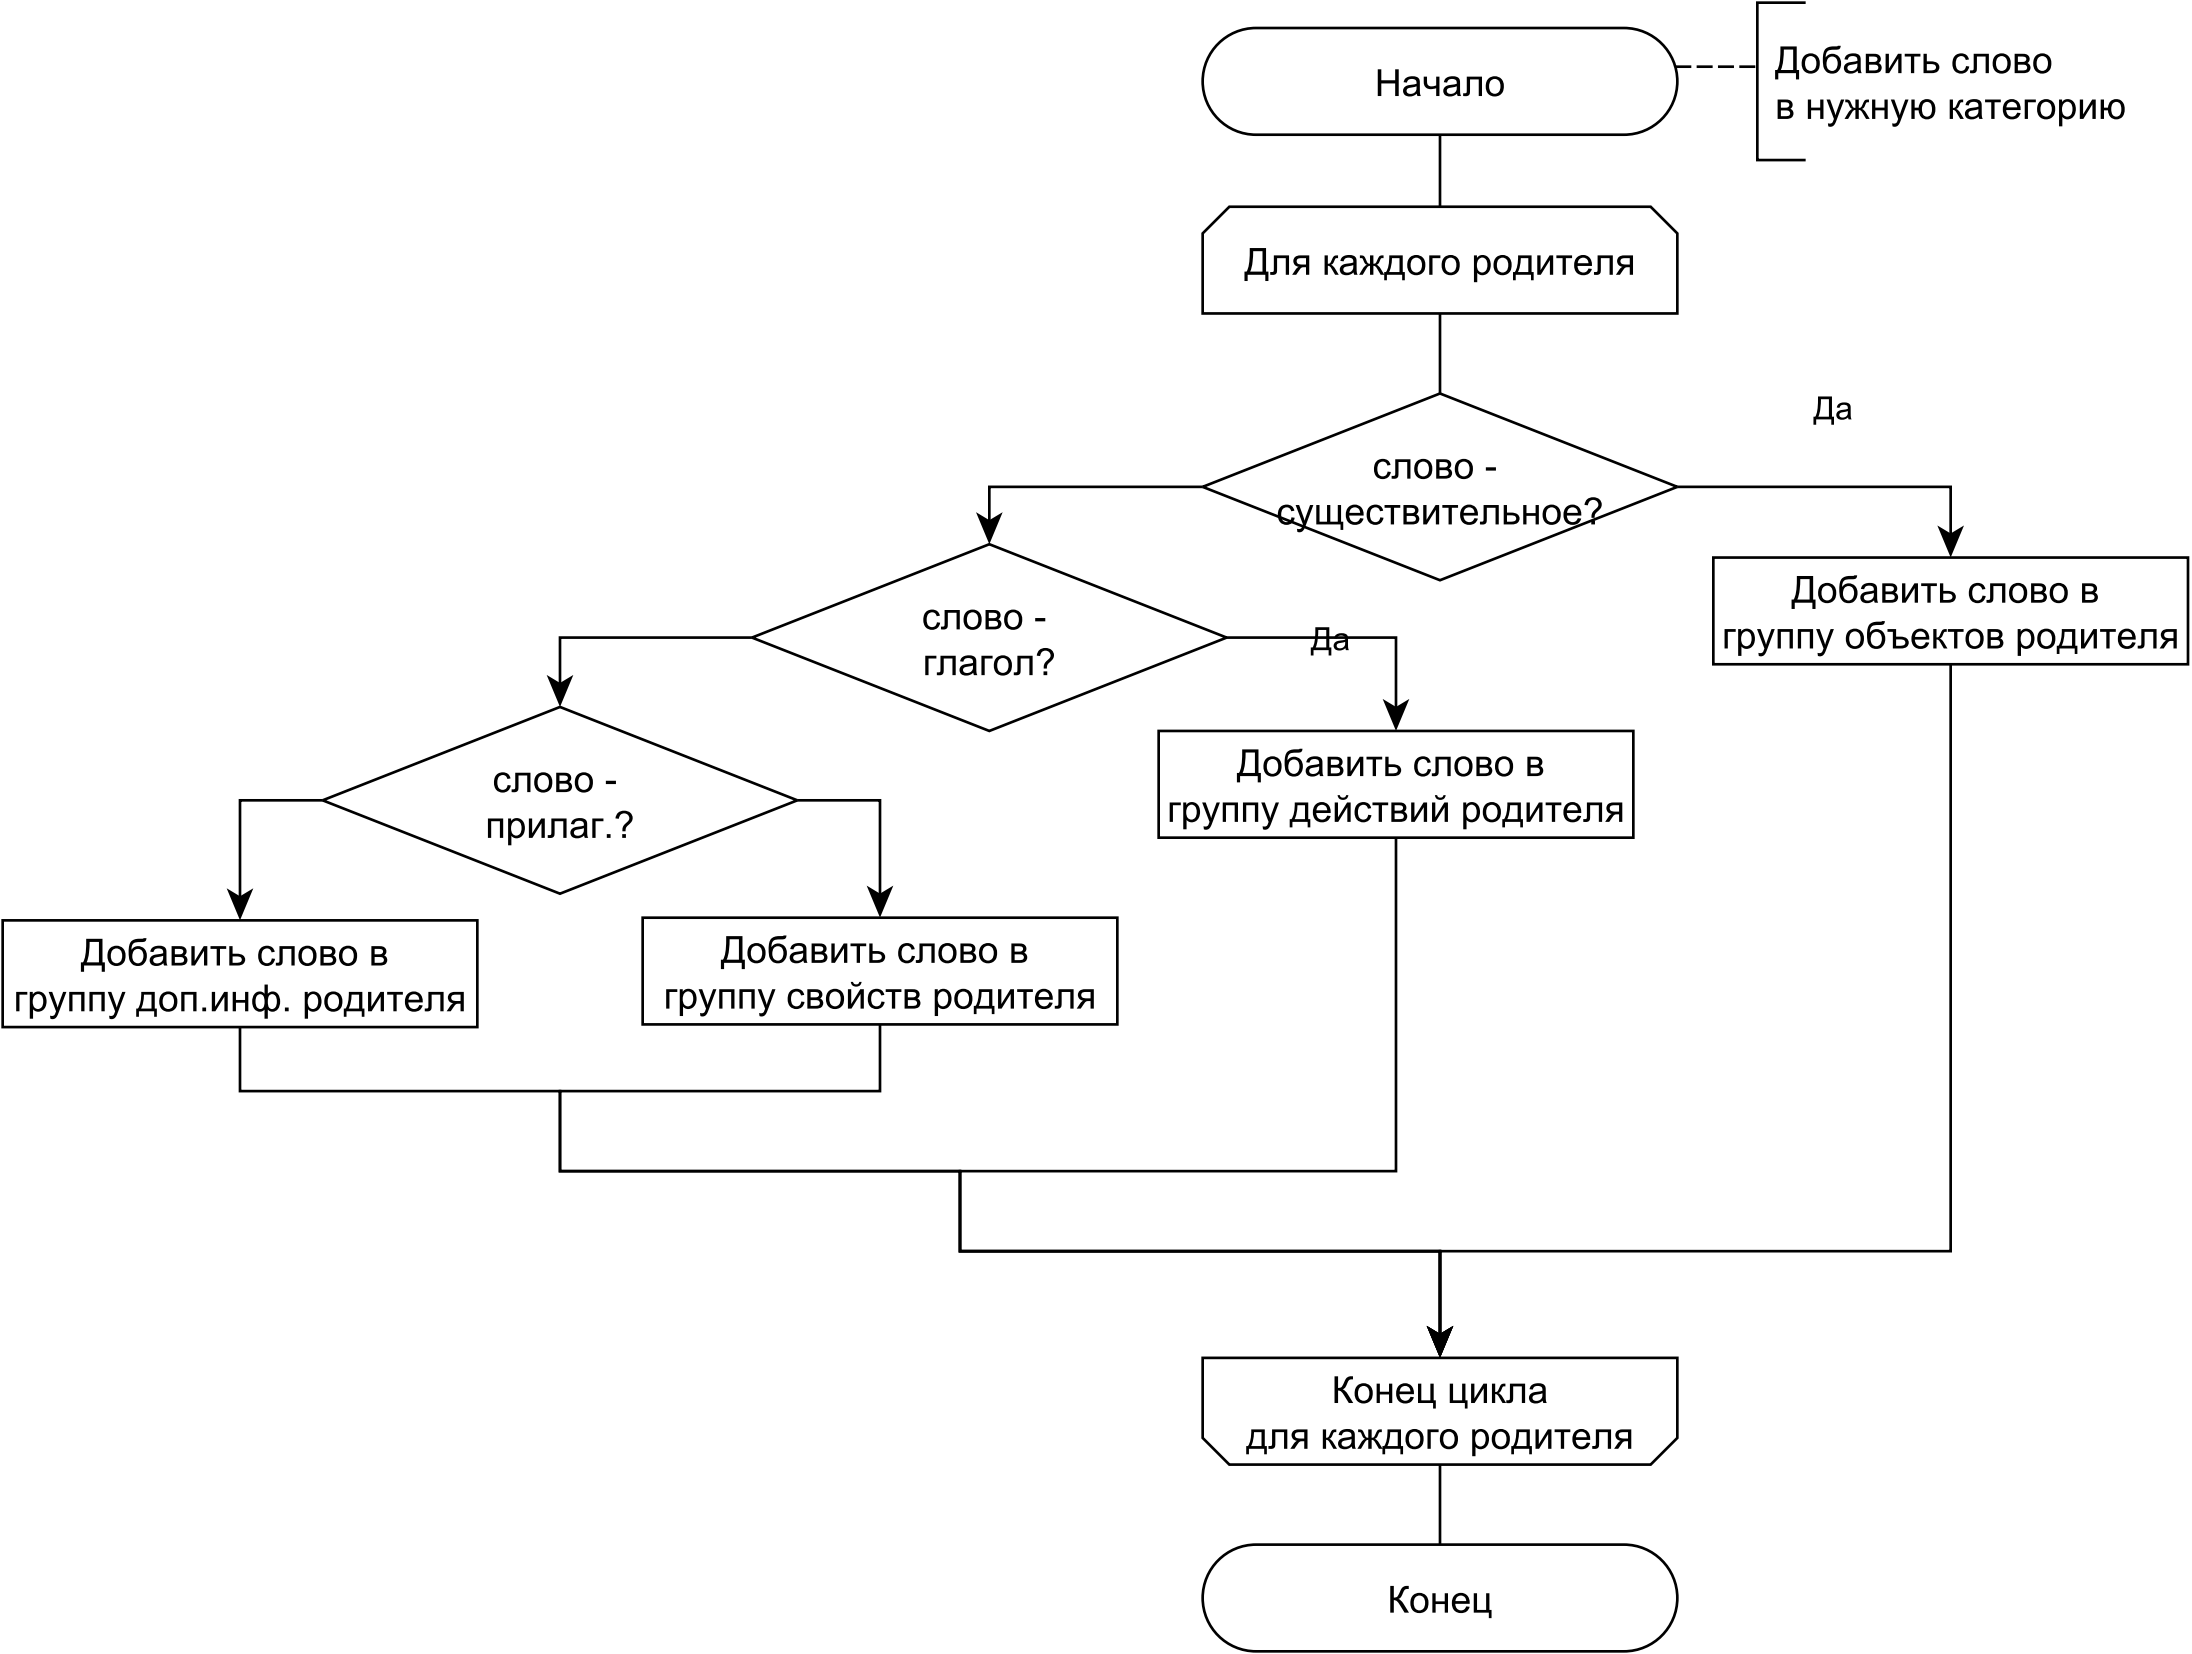 Начало
Добавить слово
в нужную категорию
Для каждого родителя
Да
слово -
существительное?
Добавить слово в
группу объектов родителя
слово -
глагол?
Да
Добавить слово в
группу действий родителя
слово -
прилаг.?
Добавить слово в
группу доп.инф. родителя
Добавить слово в
группу свойств родителя
Конец цикла
для каждого родителя
Конец